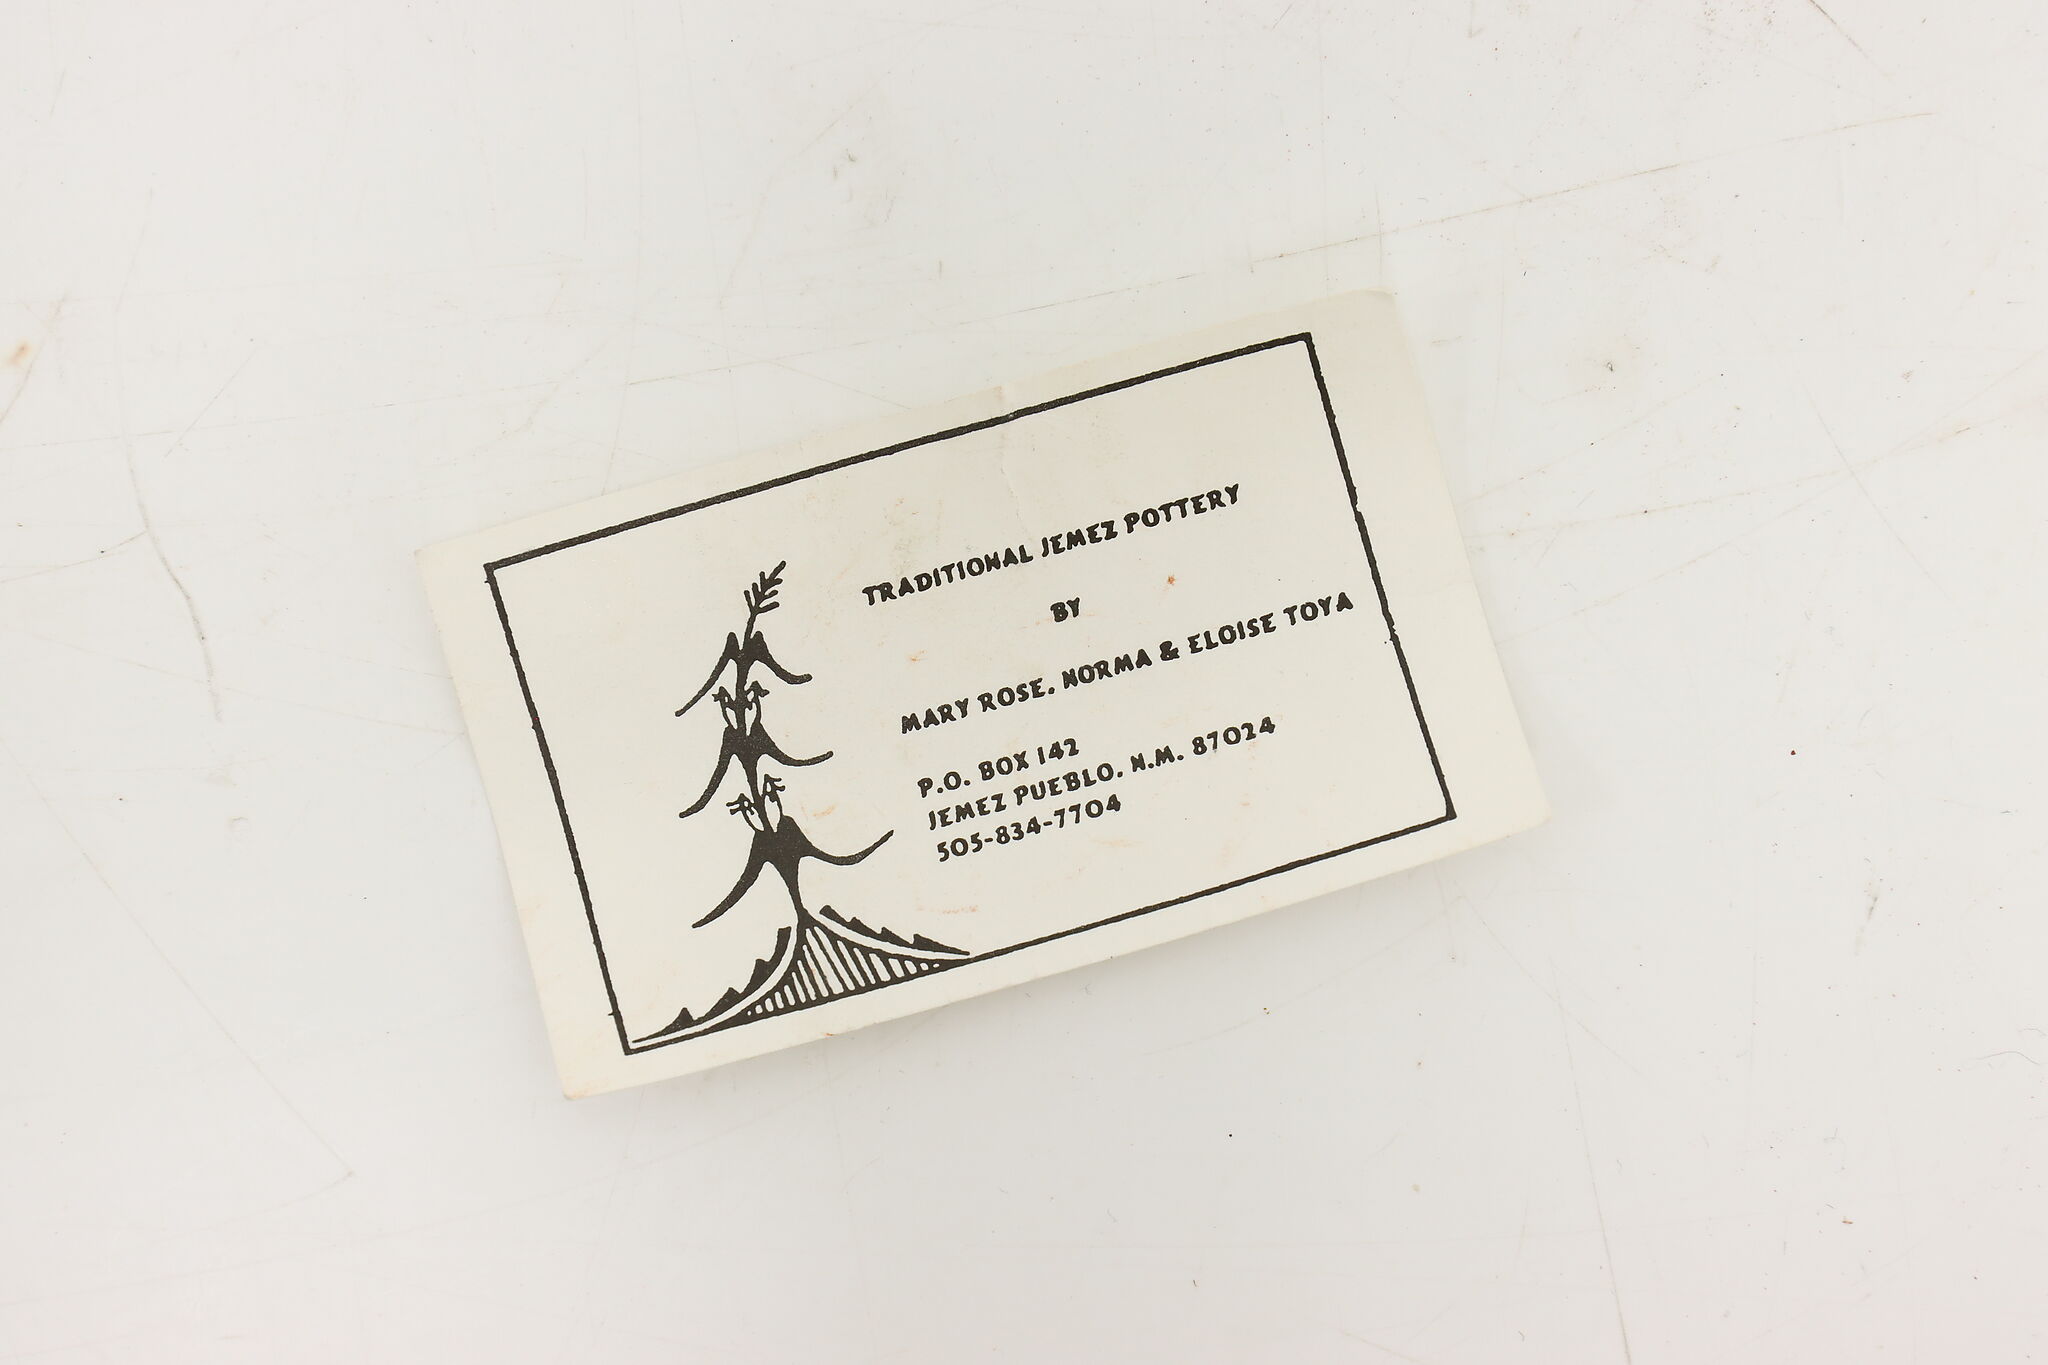 TRADITIONAL JEMEZ POTTERY
BY
MARY ROSE, NORMA & ELOISE TOYA
P.O. BOX 142
JEMEZ PUEBLO, N.M. 87024
505-834-7704